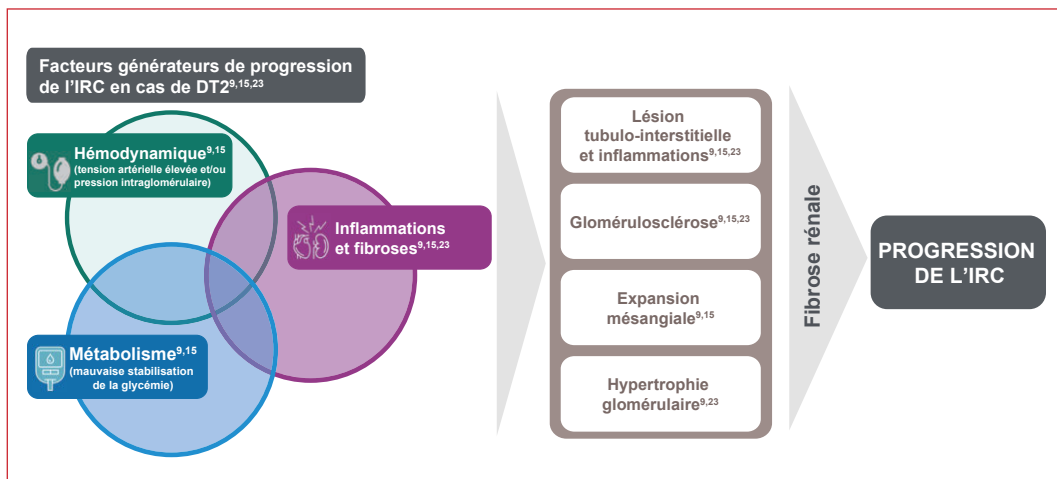 Facteurs générateurs de progression
de l'IRC en cas de DT29,15,23
Hémodynamique9,15
(tension artérielle élevée et/ou
pression intraglomérulaire)
Inflammations
et fibroses9,15,23
Métabolisme9,15
(mauvaise stabilisation
de la glycémie)
Lésion
tubulo-interstitielle
et inflammations9,15,23
Glomérulosclérose9,15,23
Expansion
mésangiale9,15
Hypertrophie
glomérulaire9,23
Fibrose rénale
PROGRESSION
DE L'IRC